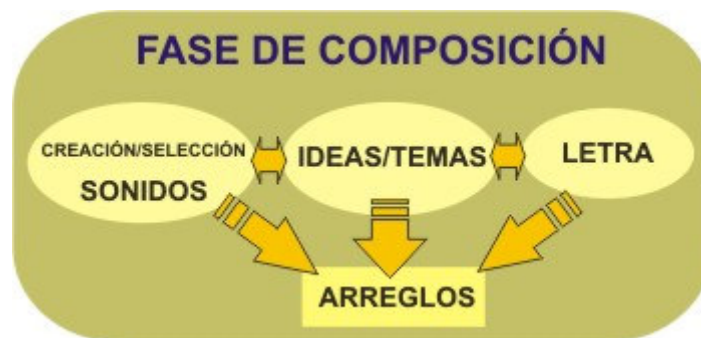 FASE DE COMPOSICIÓN
CREACIÓN/SELECCIÓN
SONIDOS
IDEAS/TEMAS
LETRA
ARREGLOS